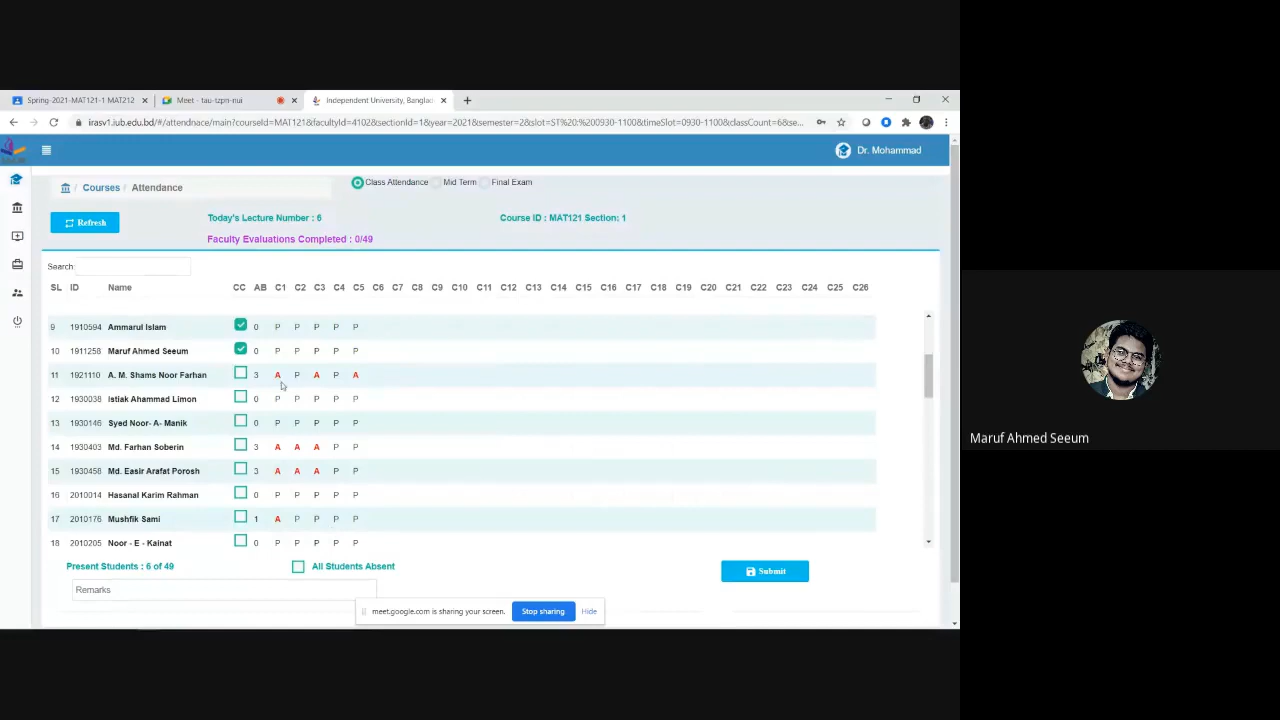 Spring-2021-MAT121-1 MAT212
Meet - tau-tzpn-nui
Independent University, Banglad
irasv1.iub.edu.bd/#/attendnace/main?courseId=MAT121&facultyId=4102&sectionId=1&year=2021&semester=2&slot=ST%20:%200930-1100&timeSlot=0930-1100&classCount=6&se...
Dr. Mohammad
Courses / Attendance
Class Attendance Mid Term Final Exam
Refresh
Today's Lecture Number : 6
Course ID : MAT121 Section: 1
Faculty Evaluations Completed : 0/49
Search:
SL ID Name CC AB C1 C2 C3 C4 C5 C6 C7 C8 C9 C10 C11 C12 C13 C14 C15 C16 C17 C18 C19 C20 C21 C22 C23 C24 C25 C26
9 1910594 Ammarul Islam 0 P P P P P
10 1911258 Maruf Ahmed Seeum 0 P P P P P
11 1921110 A. M. Shams Noor Farhan 3 A P A P A
12 1930038 Istiak Ahammad Limon 0 P P P P P
13 1930146 Syed Noor- A- Manik 0 P P P P P
14 1930403 Md. Farhan Soberin 3 A A A P P
15 1930458 Md. Easir Arafat Porosh 3 A A A P P
16 2010014 Hasanal Karim Rahman 0 P P P P P
17 2010176 Mushfik Sami 1 A P P P P
18 2010205 Noor - E - Kainat 0 P P P P P
Present Students : 6 of 49
All Students Absent
Submit
Remarks
meet.google.com is sharing your screen.
Stop sharing
Hide
Maruf Ahmed Seeum